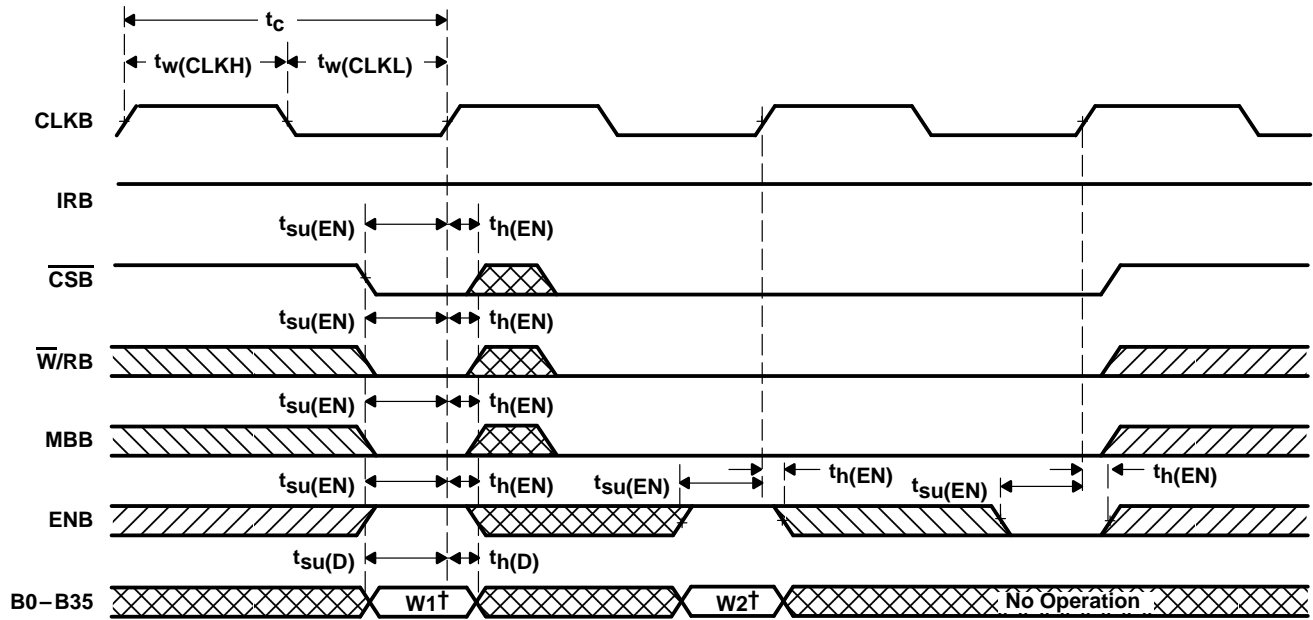 tc
tw(CLKH) tw(CLKL)
CLKB
IRB
tsu(EN) th(EN)
CSB
tsu(EN) th(EN)
W/RB
tsu(EN) th(EN)
MBB
tsu(EN) th(EN) tsu(EN) th(EN) tsu(EN) th(EN)
ENB
tsu(D) th(D)
B0–B35 W1† W2† No Operation